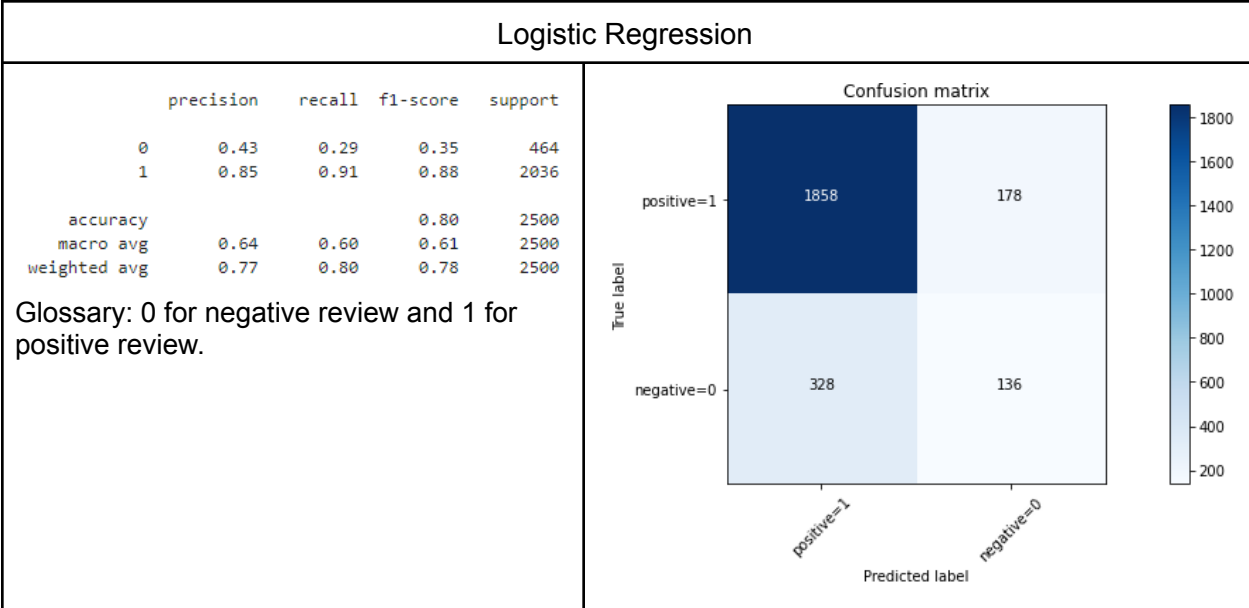 Logistic Regression
precision recall f1-score support
0 0.43 0.29 0.35 464
1 0.85 0.91 0.88 2036
accuracy 0.80 2500
macro avg 0.64 0.60 0.61 2500
weighted avg 0.77 0.80 0.78 2500
Glossary: 0 for negative review and 1 for
positive review.
Confusion matrix
True label
positive=1 1858 178
negative=0 328 136
positive=1 negative=0
Predicted label
1800
1600
1400
1200
1000
800
600
400
200